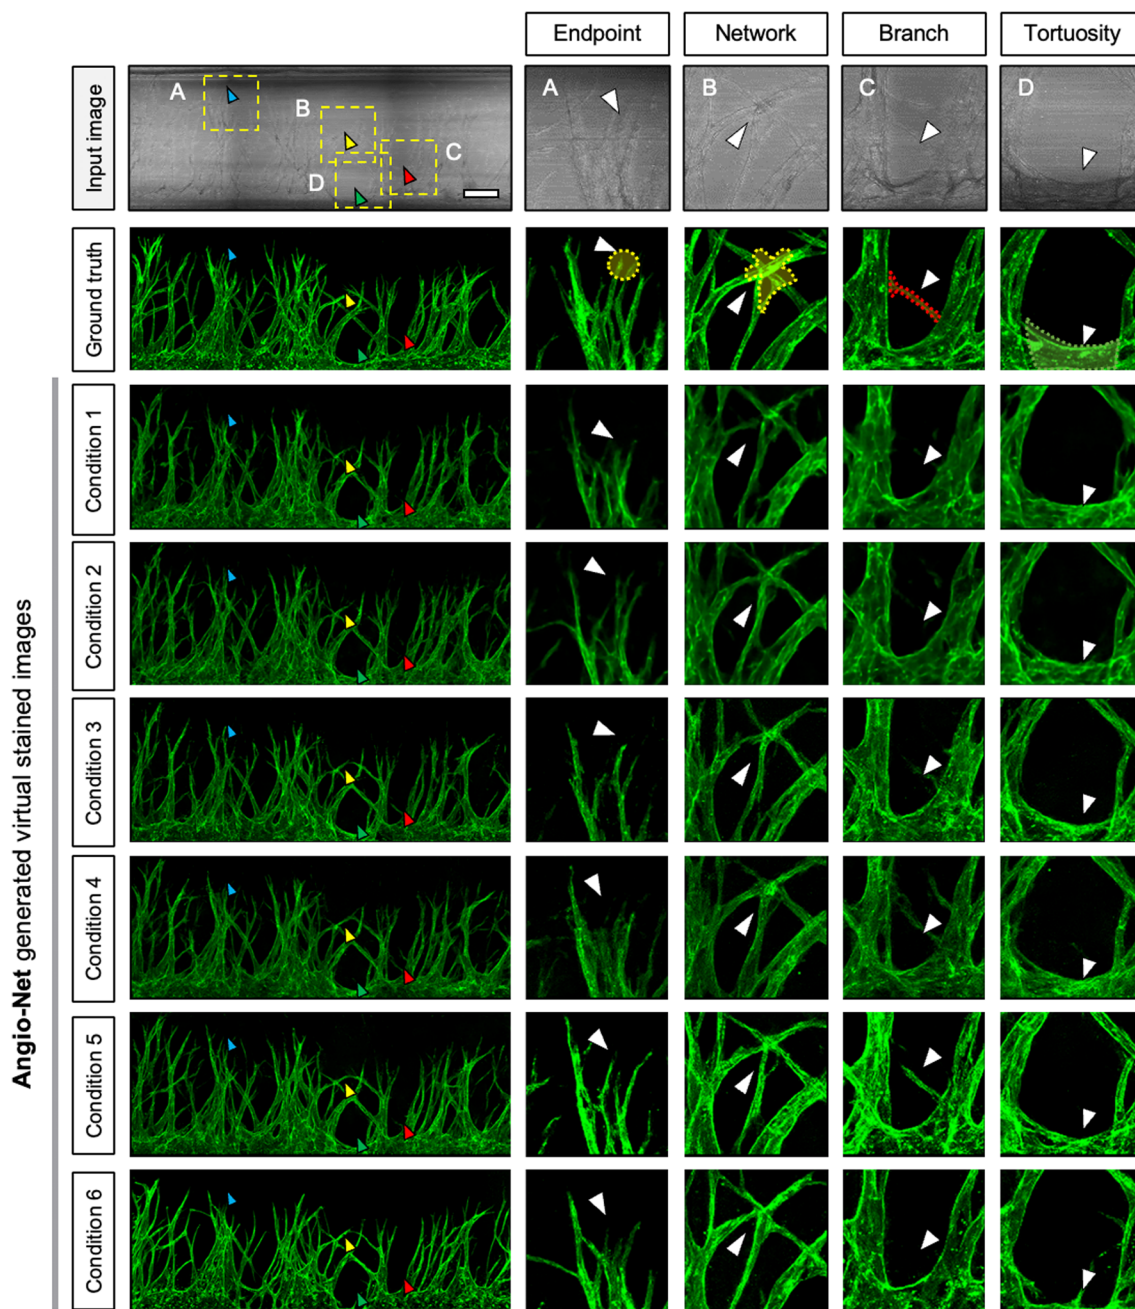 Endpoint Network Branch Tortuosity
Input image
A
B
C
D
A
B
C
D
Ground truth
Angio-Net generated virtual stained images
Condition 1
Condition 2
Condition 3
Condition 4
Condition 5
Condition 6